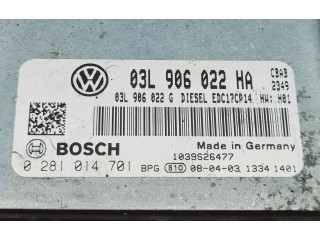 03L 906 022 HA CBAB
03L 906 022 G DIESEL EDC17CP14 HW: H01 2349
BOSCH
Made in Germany
1039S26477
0 281 014 701 BPG 810 08-04-03 1334 1401